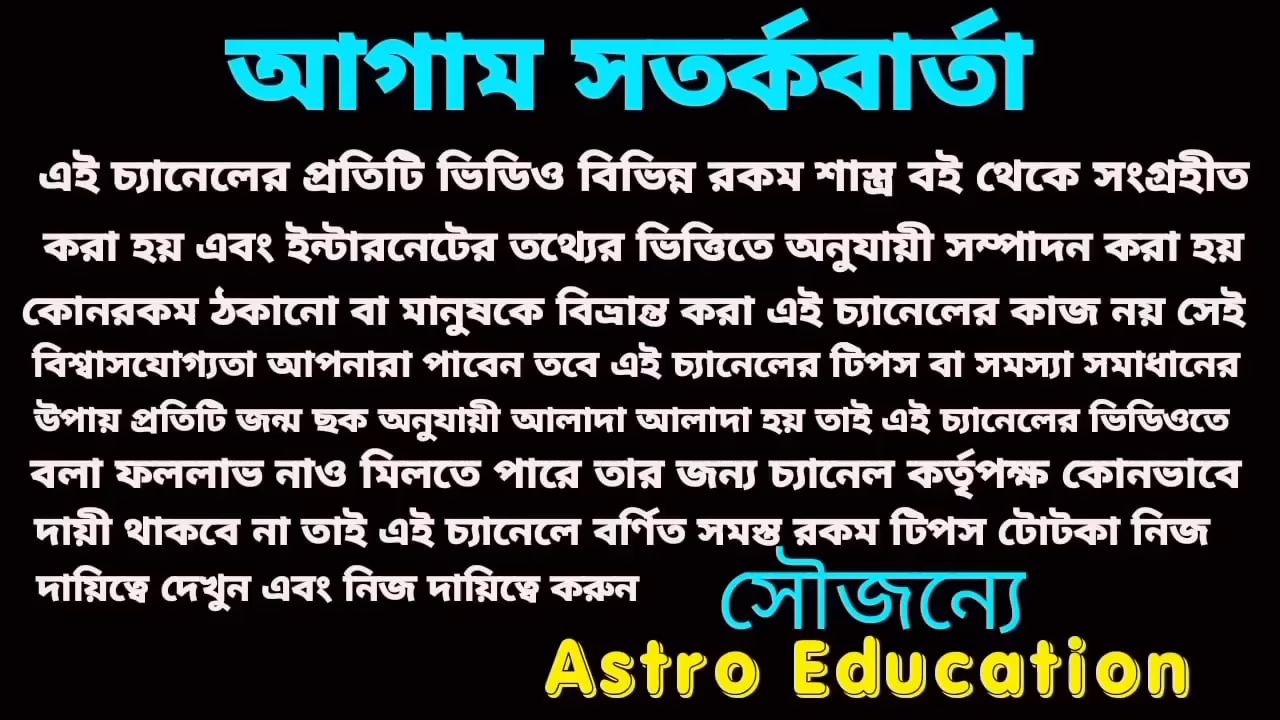 আগাম সতর্কবার্তা
এই চ্যানেলের প্রতিটি ভিডিও বিভিন্ন রকম শাস্ত্র বই থেকে সংগ্রহীত
করা হয় এবং ইন্টারনেটের তথ্যের ভিত্তিতে অনুযায়ী সম্পাদন করা হয়
কোনরকম ঠকানো বা মানুষকে বিভ্রান্ত করা এই চ্যানেলের কাজ নয় সেই
বিশ্বাসযোগ্যতা আপনারা পাবেন তবে এই চ্যানেলের টিপস বা সমস্যা সমাধানের
উপায় প্রতিটি জন্ম ছক অনুযায়ী আলাদা আলাদা হয় তাই এই চ্যানেলের ভিডিওতে
বলা ফললাভ নাও মিলতে পারে তার জন্য চ্যানেল কর্তৃপক্ষ কোনভাবে
দায়ী থাকবে না তাই এই চ্যানেলে বর্ণিত সমস্ত রকম টিপস টোটকা নিজ
দায়িত্বে দেখুন এবং নিজ দায়িত্বে করুন
সৌজন্যে
Astro Education